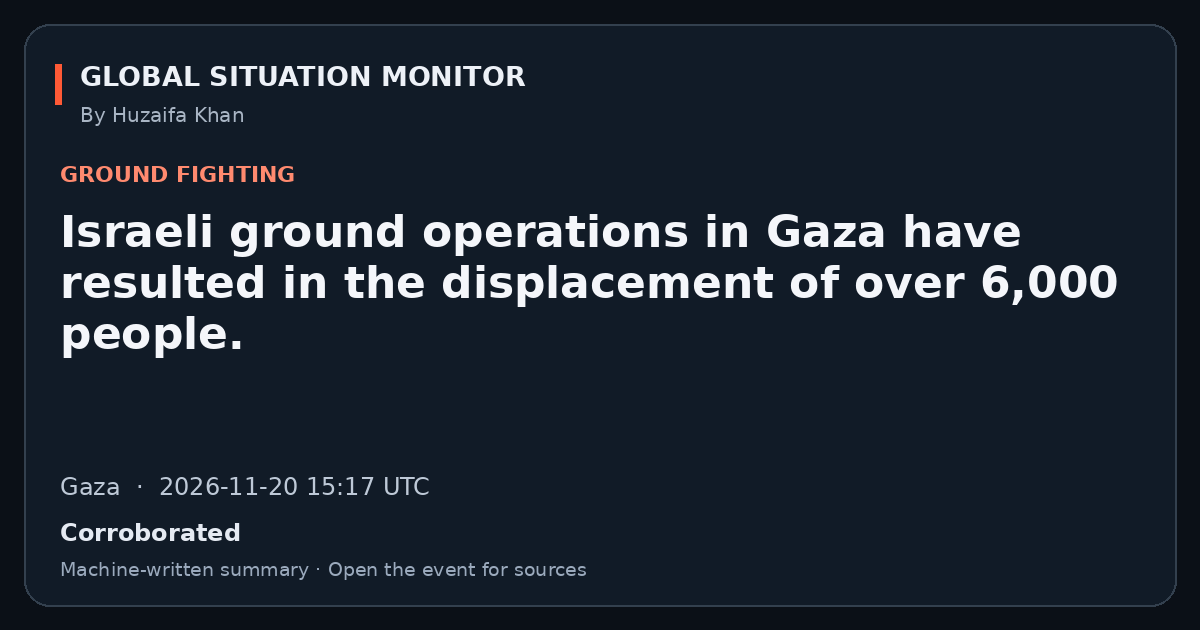 GLOBAL SITUATION MONITOR
By Huzaifa Khan
GROUND FIGHTING
Israeli ground operations in Gaza have
resulted in the displacement of over 6,000
people.
Gaza · 2026-11-20 15:17 UTC
Corroborated
Machine-written summary · Open the event for sources